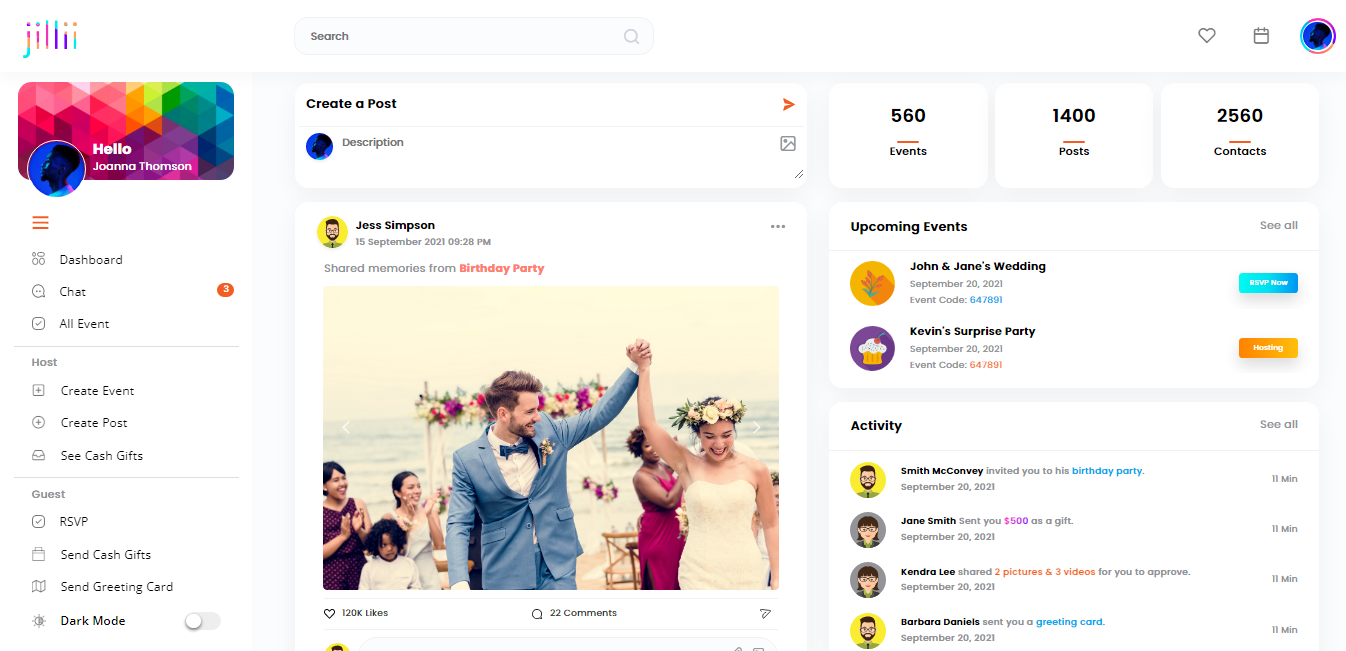 jillii
Search
Hello
Joanna Thomson
Dashboard
Chat
3
All Event
Host
Create Event
Create Post
See Cash Gifts
Guest
RSVP
Send Cash Gifts
Send Greeting Card
Dark Mode
Create a Post
Description
Jess Simpson
15 September 2021 09:28 PM
Shared memories from Birthday Party
120K Likes
22 Comments
560
Events
1400
Posts
2560
Contacts
Upcoming Events
See all
John & Jane's Wedding
September 20, 2021
Event Code: 647891
RSVP Now
Kevin's Surprise Party
September 20, 2021
Event Code: 647891
Hosting
Activity
See all
Smith McConvey invited you to his birthday party.
September 20, 2021
11 Min
Jane Smith Sent you $500 as a gift.
September 20, 2021
11 Min
Kendra Lee shared 2 pictures & 3 videos for you to approve.
September 20, 2021
11 Min
Barbara Daniels sent you a greeting card.
September 20, 2021
11 Min